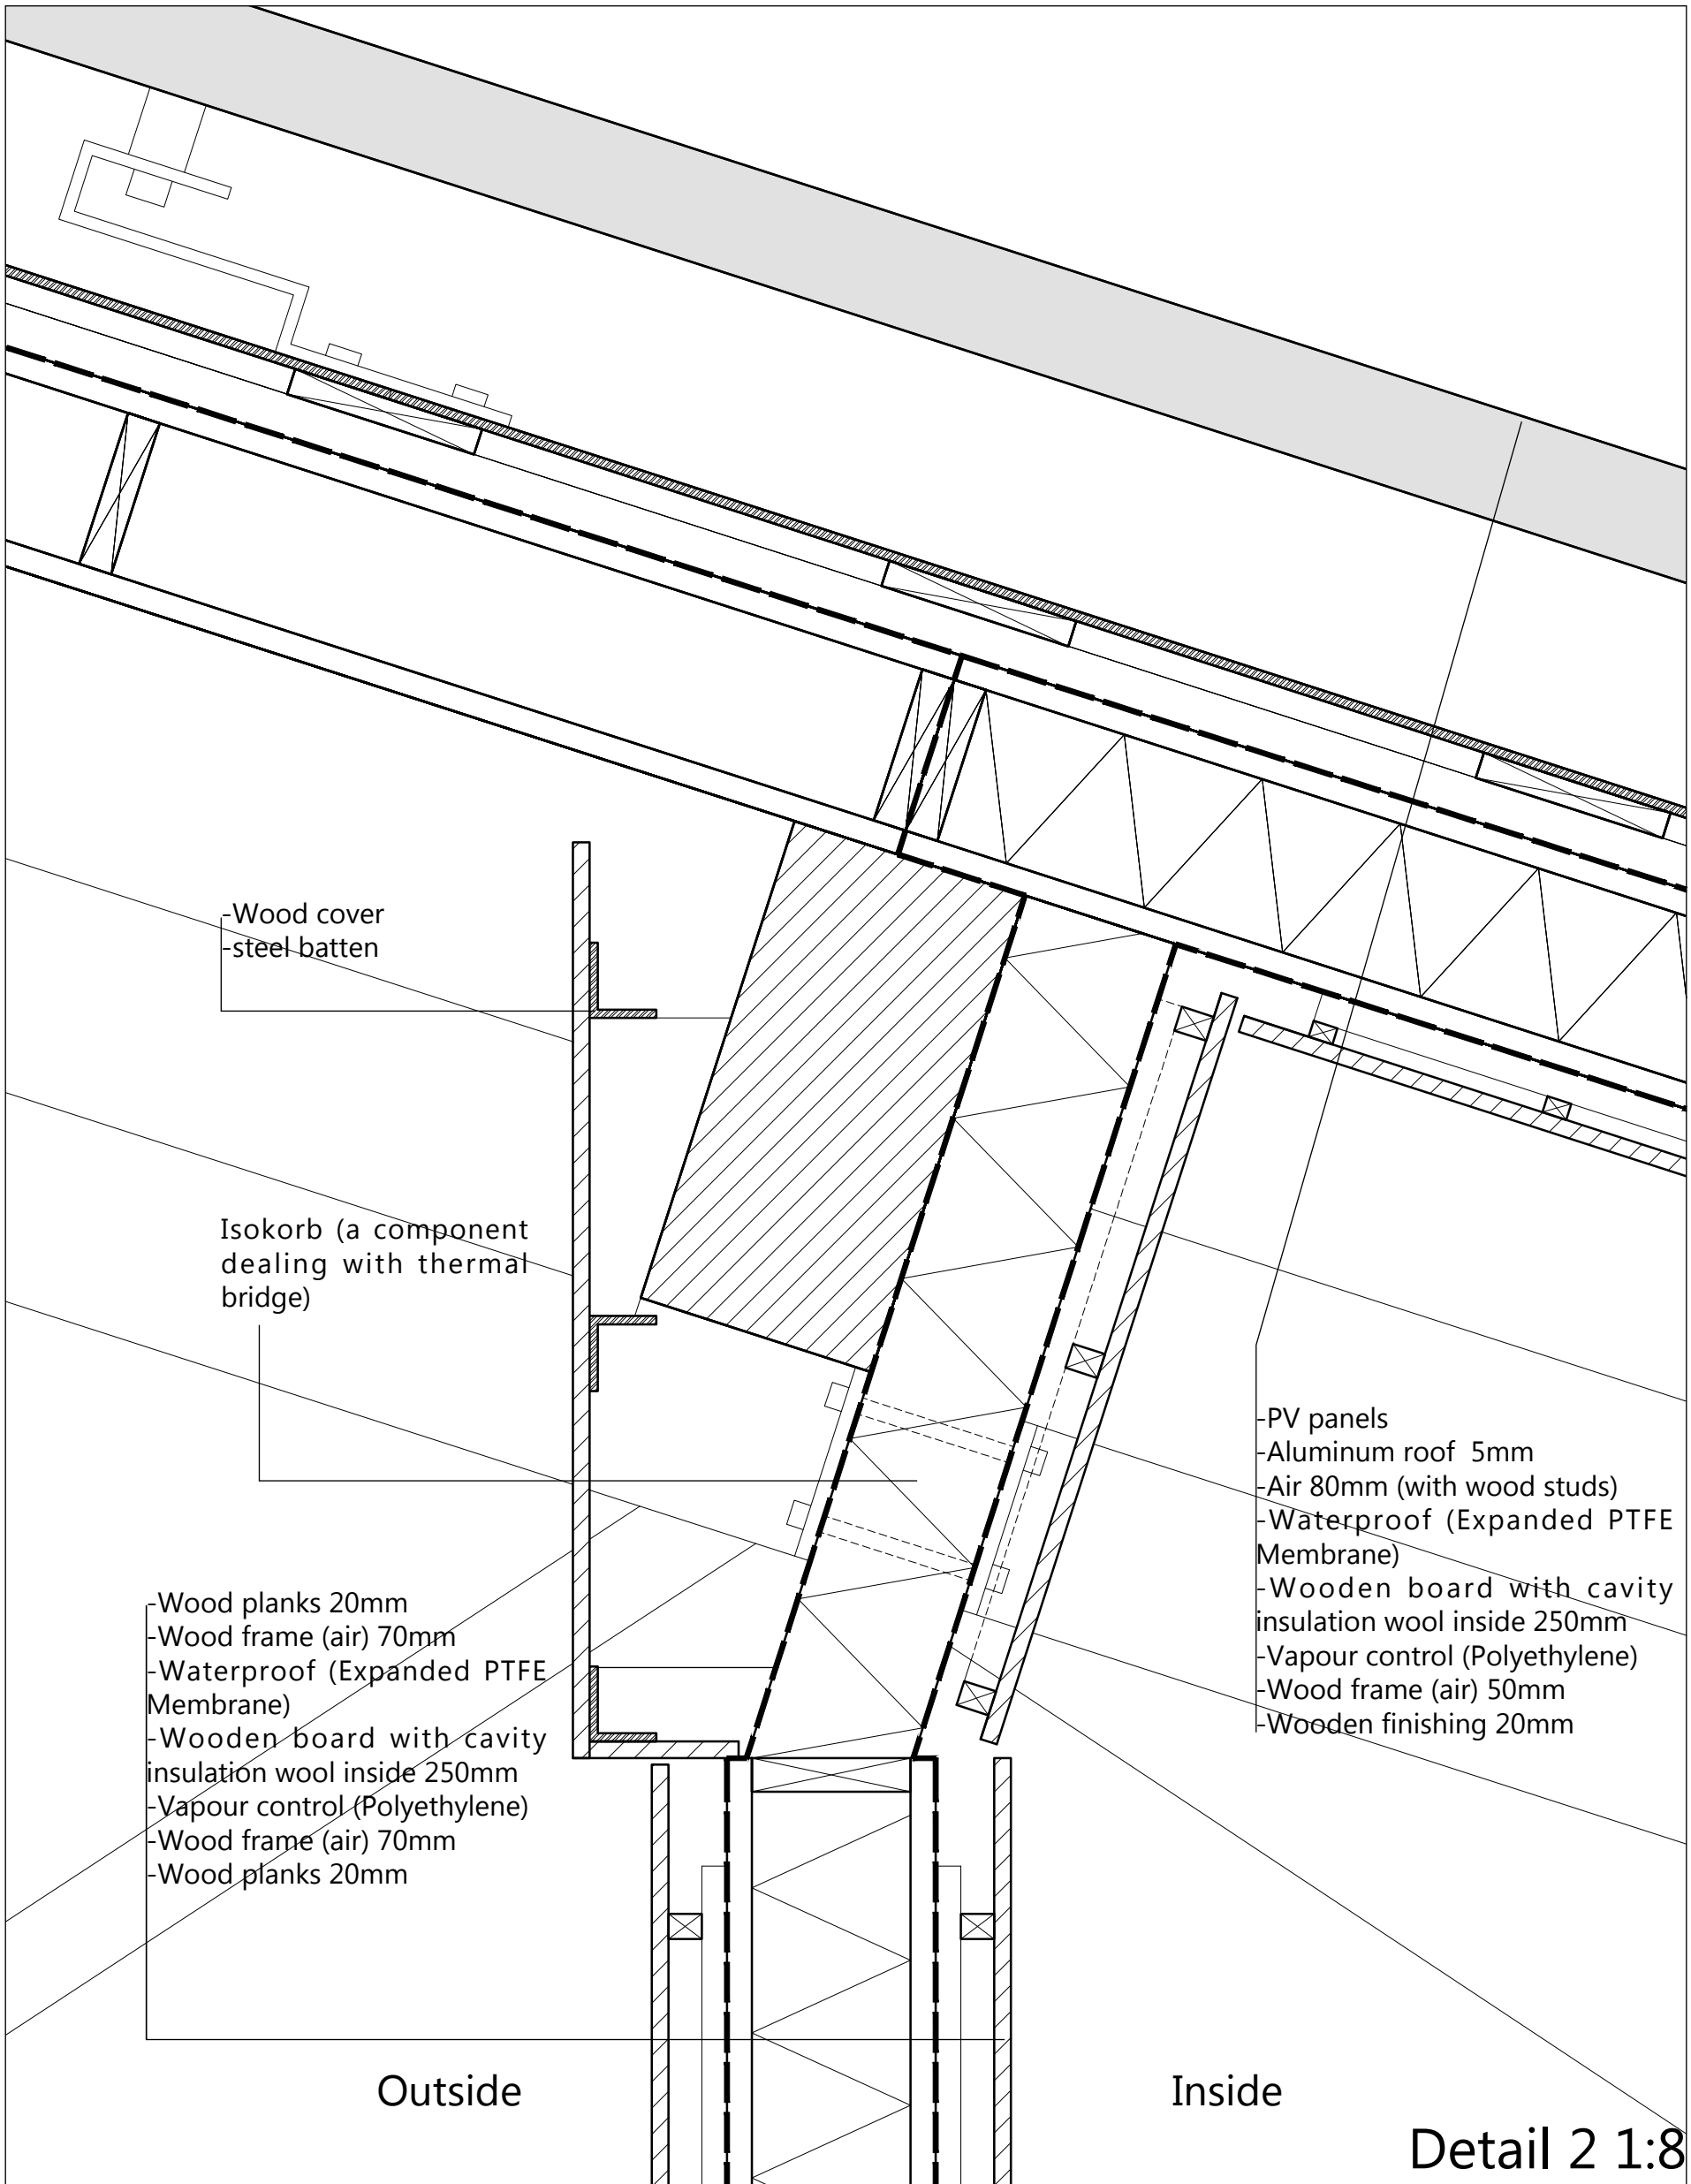 -Wood cover
-steel batten
Isokorb (a component
dealing with thermal
bridge)
-PV panels
-Aluminum roof 5mm
-Air 80mm (with wood studs)
-Waterproof (Expanded PTFE
Membrane)
-Wooden board with cavity
insulation wool inside 250mm
-Vapour control (Polyethylene)
-Wood frame (air) 50mm
-Wooden finishing 20mm
-Wood planks 20mm
-Wood frame (air) 70mm
-Waterproof (Expanded PTFE
Membrane)
-Wooden board with cavity
insulation wool inside 250mm
-Vapour control (Polyethylene)
-Wood frame (air) 70mm
-Wood planks 20mm
Outside
Inside
Detail 2 1:8